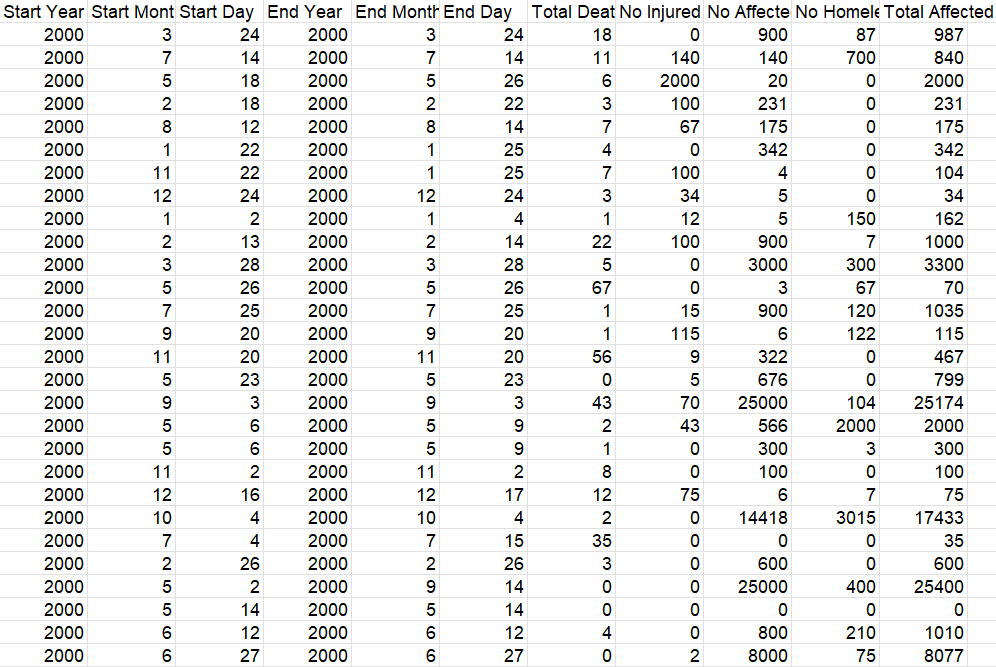 Start Year Start Mont Start Day End Year End Month End Day Total Deat No Injured No Affecte No Homele Total Affected
2000 3 24 2000 3 24 18 0 900 87 987
2000 7 14 2000 7 14 11 140 140 700 840
2000 5 18 2000 5 26 6 2000 20 0 2000
2000 2 18 2000 2 22 3 100 231 0 231
2000 8 12 2000 8 14 7 67 175 0 175
2000 1 22 2000 1 25 4 0 342 0 342
2000 11 22 2000 1 25 7 100 4 0 104
2000 12 24 2000 12 24 3 34 5 0 34
2000 1 2 2000 1 4 1 12 5 150 162
2000 2 13 2000 2 14 22 100 900 7 1000
2000 3 28 2000 3 28 5 0 3000 300 3300
2000 5 26 2000 5 26 67 0 3 67 70
2000 7 25 2000 7 25 1 15 900 120 1035
2000 9 20 2000 9 20 1 115 6 122 115
2000 11 20 2000 11 20 56 9 322 0 467
2000 5 23 2000 5 23 0 5 676 0 799
2000 9 3 2000 9 3 43 70 25000 104 25174
2000 5 6 2000 5 9 2 43 566 2000 2000
2000 5 6 2000 5 9 1 0 300 3 300
2000 11 2 2000 11 2 8 0 100 0 100
2000 12 16 2000 12 17 12 75 6 7 75
2000 10 4 2000 10 4 2 0 14418 3015 17433
2000 7 4 2000 7 15 35 0 0 0 35
2000 2 26 2000 2 26 3 0 600 0 600
2000 5 2 2000 9 14 0 0 25000 400 25400
2000 5 14 2000 5 14 0 0 0 0 0
2000 6 12 2000 6 12 4 0 800 210 1010
2000 6 27 2000 6 27 0 2 8000 75 8077